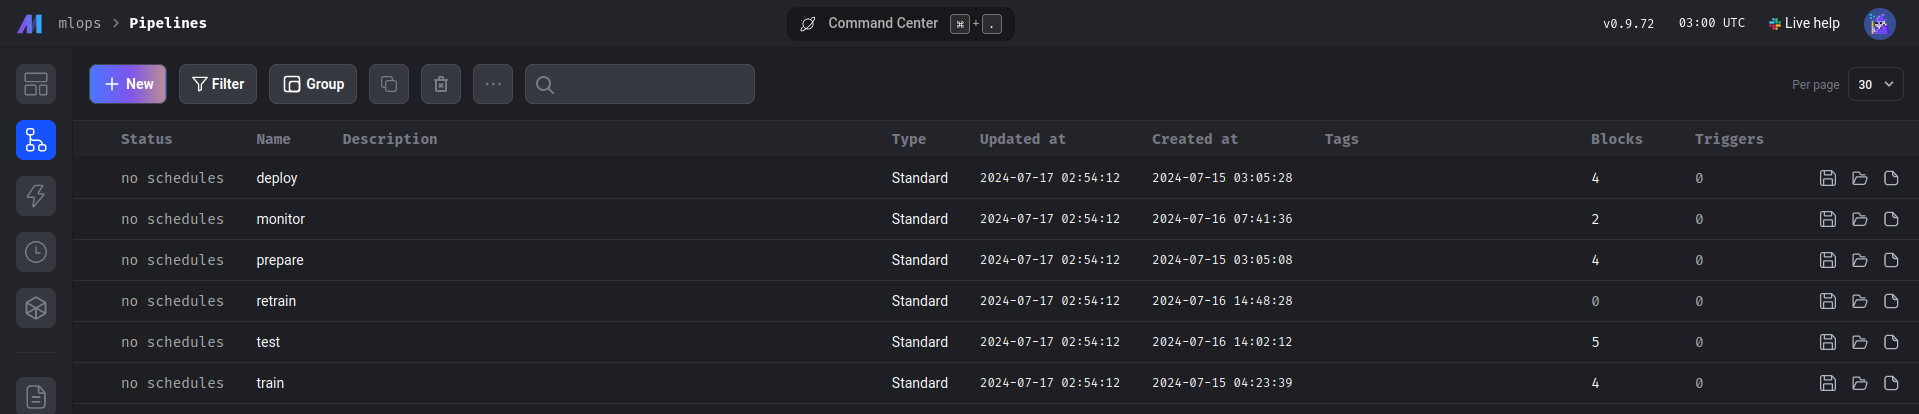 mlops > Pipelines Command Center ⌘ + . v0.9.72 03:00 UTC Live help
+ New Filter Group ... Per page 30
Status Name Description Type Updated at Created at Tags Blocks Triggers
no schedules deploy Standard 2024-07-17 02:54:12 2024-07-15 03:05:28 4 0
no schedules monitor Standard 2024-07-17 02:54:12 2024-07-16 07:41:36 2 0
no schedules prepare Standard 2024-07-17 02:54:12 2024-07-15 03:05:08 4 0
no schedules retrain Standard 2024-07-17 02:54:12 2024-07-16 14:48:28 0 0
no schedules test Standard 2024-07-17 02:54:12 2024-07-16 14:02:12 5 0
no schedules train Standard 2024-07-17 02:54:12 2024-07-15 04:23:39 4 0